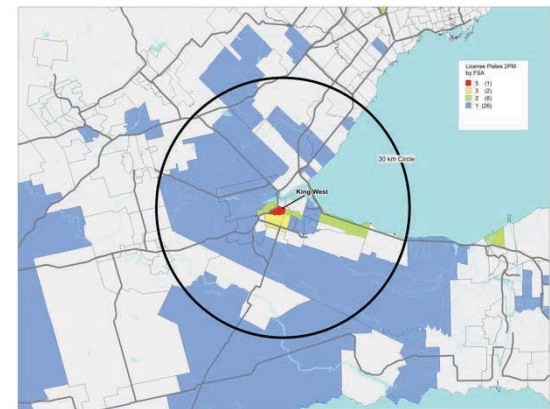 License Plates 2PM
by FSA
5 (1)
3 (2)
2 (6)
1 (26)
30 km Circle
King West